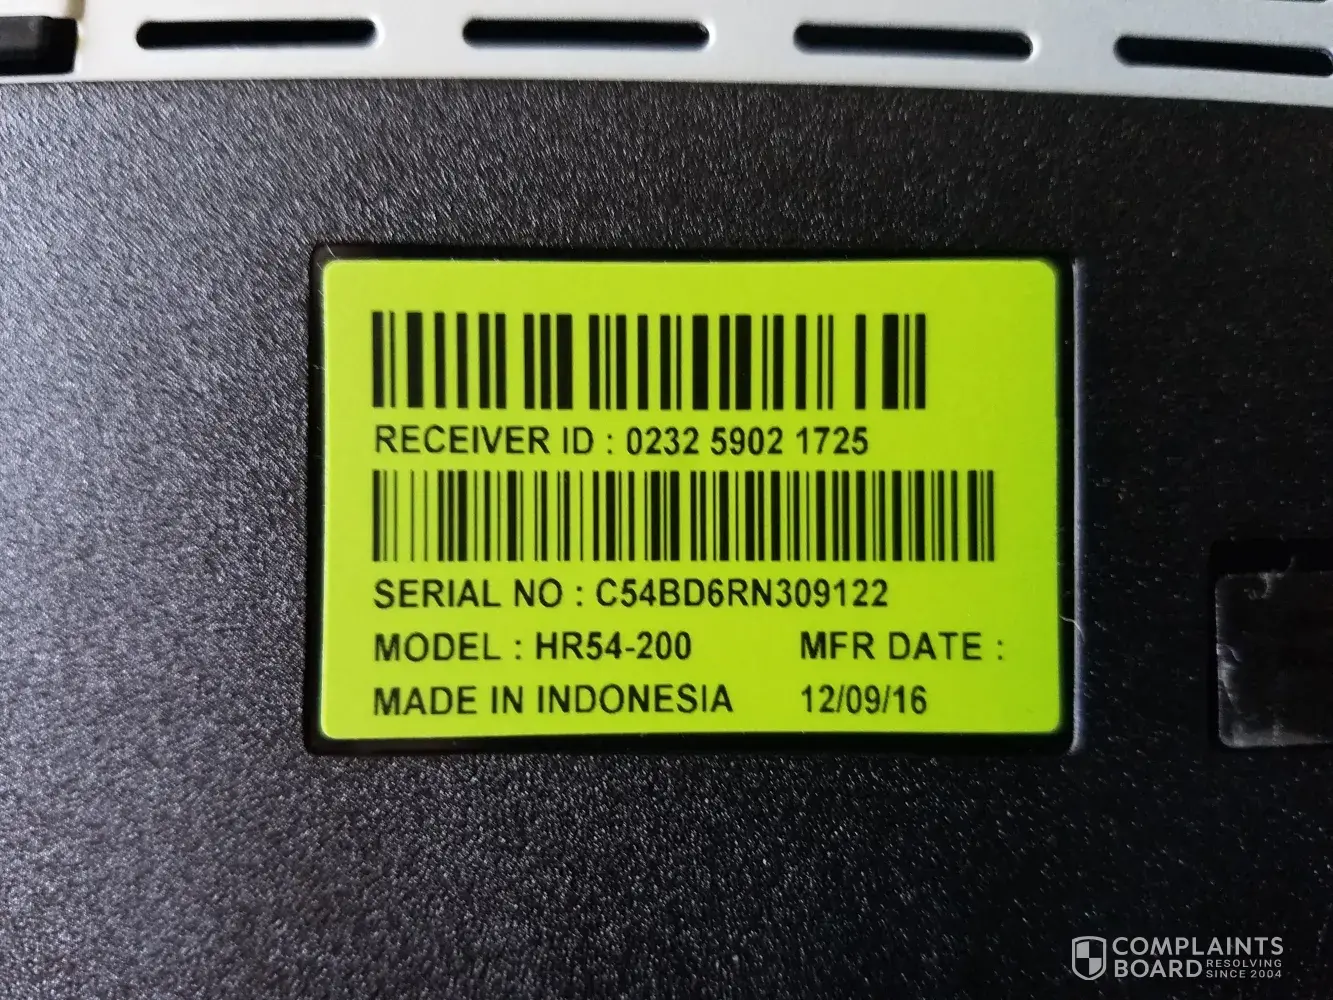 RECEIVER ID : 0232 5902 1725
SERIAL NO : C54BD6RN309122
MODEL : HR54-200 MFR DATE :
MADE IN INDONESIA 12/09/16
COMPLAINTS
BOARD RESOLVING SINCE 2004